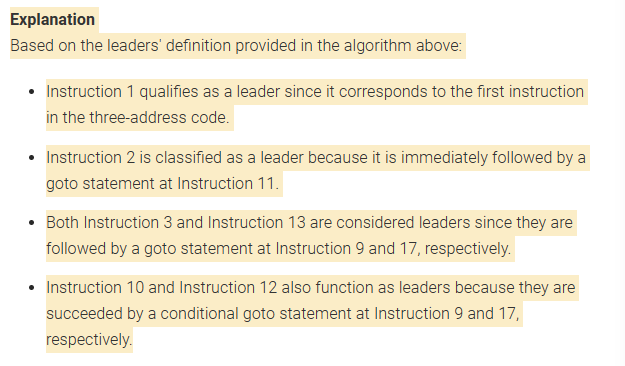 Explanation
Based on the leaders' definition provided in the algorithm above:
• Instruction 1 qualifies as a leader since it corresponds to the first instruction
in the three-address code.
• Instruction 2 is classified as a leader because it is immediately followed by a
goto statement at Instruction 11.
• Both Instruction 3 and Instruction 13 are considered leaders since they are
followed by a goto statement at Instruction 9 and 17, respectively.
• Instruction 10 and Instruction 12 also function as leaders because they are
succeeded by a conditional goto statement at Instruction 9 and 17,
respectively.